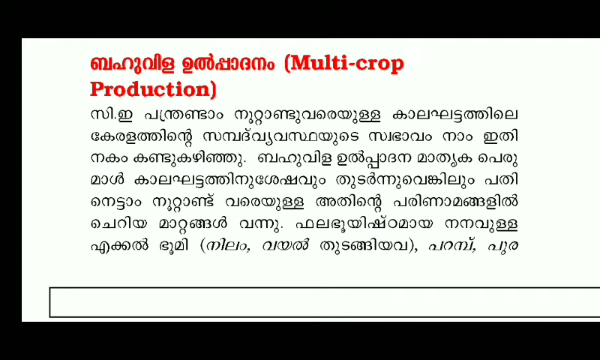 ബഹുവിള ഉൽപ്പാദനം (Multi-crop
Production)
സി.ഇ പന്ത്രണ്ടാം നൂറ്റാണ്ടുവരെയുള്ള കാലഘട്ടത്തിലെ
കേരളത്തിന്റെ സമ്പദ്‌വ്യവസ്ഥയുടെ സ്വഭാവം നാം ഇതി
നകം കണ്ടുകഴിഞ്ഞു. ബഹുവിള ഉൽപ്പാദന മാതൃക പെരു
മാൾ കാലഘട്ടത്തിനുശേഷവും തുടർന്നുവെങ്കിലും പതി
നെട്ടാം നൂറ്റാണ്ട് വരെയുള്ള അതിന്റെ പരിണാമങ്ങളിൽ
ചെറിയ മാറ്റങ്ങൾ വന്നു. ഫലഭൂയിഷ്ഠമായ നനവുള്ള
എക്കൽ ഭൂമി (നിലം, വയൽ തുടങ്ങിയവ), പറമ്പ്, പുര